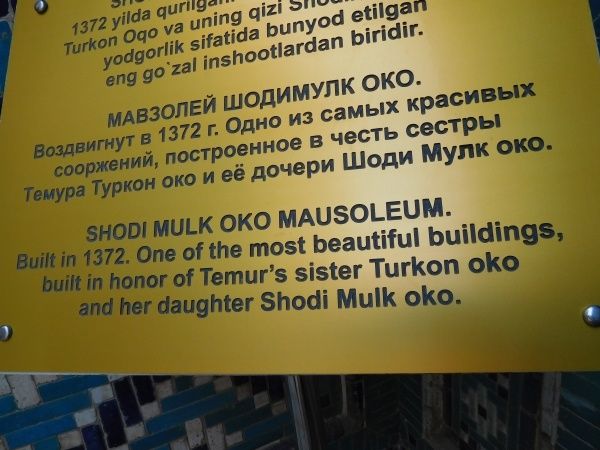 1372 yilda qurilgan.
Turkon Oqo va uning qizi Shodi
yodgorlik sifatida bunyod etilgan
eng go`zal inshootlardan biridir.
МАВЗОЛЕЙ ШОДИМУЛК ОКО.
Воздвигнут в 1372 г. Одно из самых красивых
сооржений, построенное в честь сестры
Темура Туркон око и её дочери Шоди Мулк око.
SHODI MULK OKO MAUSOLEUM.
Built in 1372. One of the most beautiful buildings,
built in honor of Temur’s sister Turkon oko
and her daughter Shodi Mulk oko.